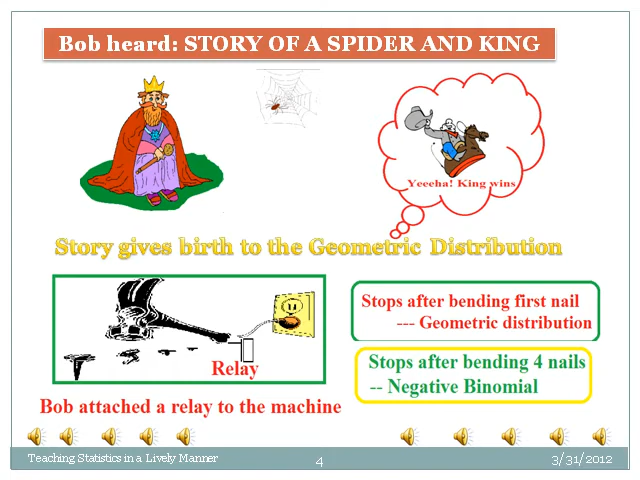 Bob heard: STORY OF A SPIDER AND KING
Yeeeha! King wins
Story gives birth to the Geometric Distribution
Stops after bending first nail
--- Geometric distribution
Relay
Stops after bending 4 nails
-- Negative Binomial
Bob attached a relay to the machine
Teaching Statistics in a Lively Manner
4
3/31/2012